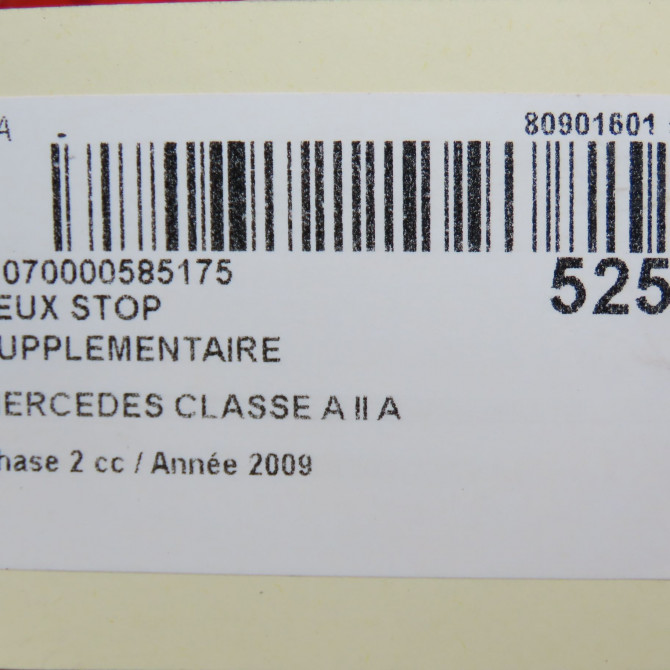 A 80901601
070000585175
525
EUX STOP
UPPLEMENTAIRE
ERCEDES CLASSE A II A
hase 2 cc / Année 2009